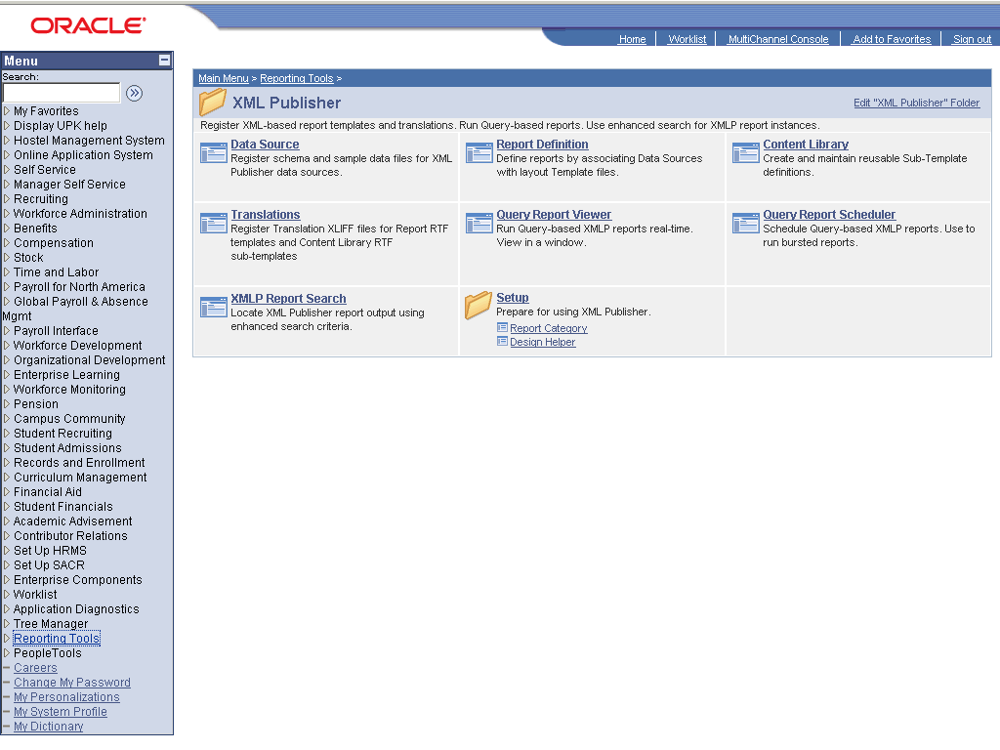 ORACLE®
Home
Worklist
MultiChannel Console
Add to Favorites
Sign out
Menu
Search:
My Favorites
Display UPK help
Hostel Management System
Online Application System
Self Service
Manager Self Service
Recruiting
Workforce Administration
Benefits
Compensation
Stock
Time and Labor
Payroll for North America
Global Payroll & Absence
Mgmt
Payroll Interface
Workforce Development
Organizational Development
Enterprise Learning
Workforce Monitoring
Pension
Campus Community
Student Recruiting
Student Admissions
Records and Enrollment
Curriculum Management
Financial Aid
Student Financials
Academic Advisement
Contributor Relations
Set Up HRMS
Set Up SACR
Enterprise Components
Worklist
Application Diagnostics
Tree Manager
Reporting Tools
PeopleTools
Careers
Change My Password
My Personalizations
My System Profile
My Dictionary
Main Menu > Reporting Tools >
XML Publisher
Edit "XML Publisher" Folder
Register XML-based report templates and translations. Run Query-based reports. Use enhanced search for XMLP report instances.
Data Source
Register schema and sample data files for XML
Publisher data sources.
Report Definition
Define reports by associating Data Sources
with layout Template files.
Content Library
Create and maintain reusable Sub-Template
definitions.
Translations
Register Translation XLIFF files for Report RTF
templates and Content Library RTF
sub-templates
Query Report Viewer
Run Query-based XMLP reports real-time.
View in a window.
Query Report Scheduler
Schedule Query-based XMLP reports. Use to
run bursted reports.
XMLP Report Search
Locate XML Publisher report output using
enhanced search criteria.
Setup
Prepare for using XML Publisher.
Report Category
Design Helper